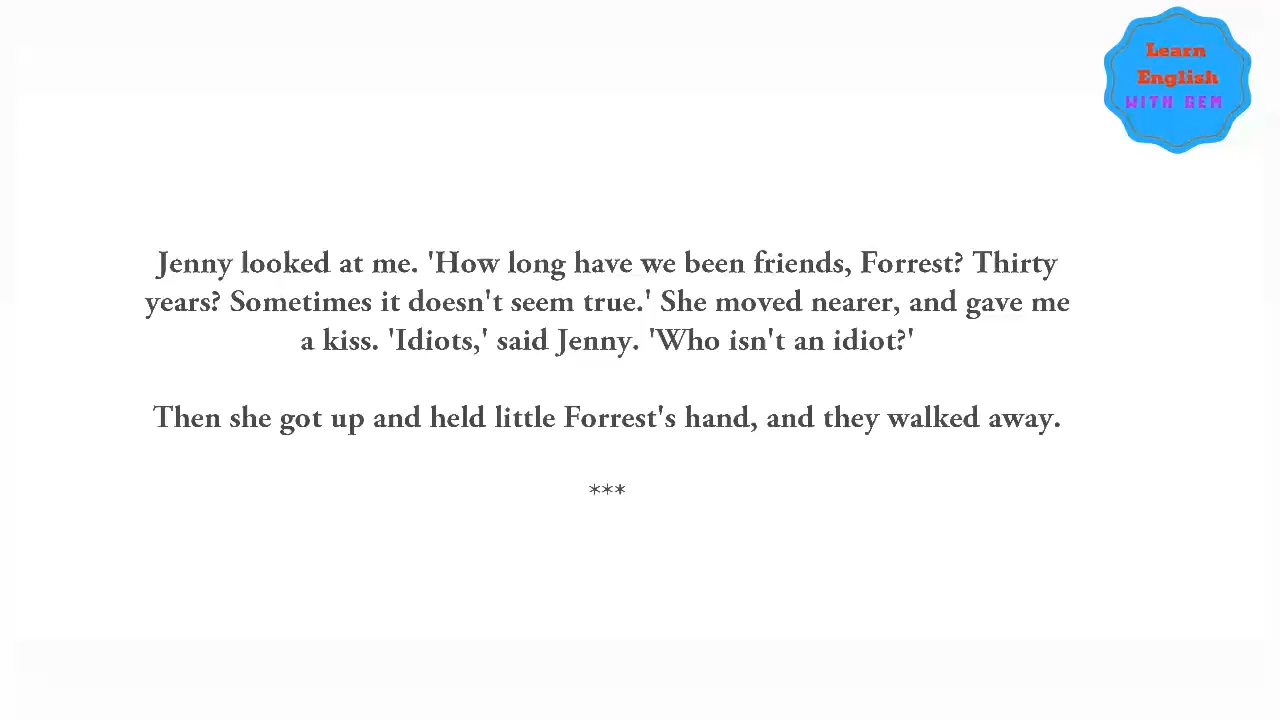 Learn
English
WITH GEM
Jenny looked at me. 'How long have we been friends, Forrest? Thirty
years? Sometimes it doesn't seem true.' She moved nearer, and gave me
a kiss. 'Idiots,' said Jenny. 'Who isn't an idiot?'
Then she got up and held little Forrest's hand, and they walked away.
***